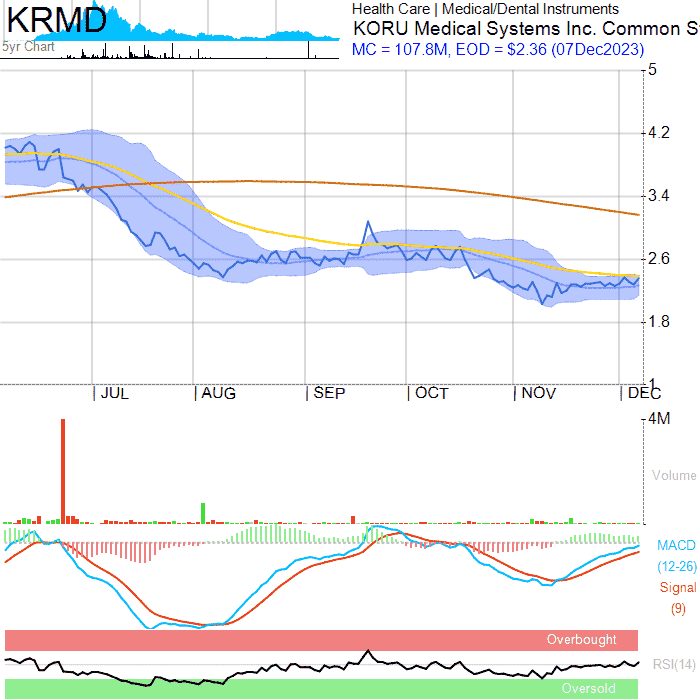 KRMD
5yr Chart
Health Care | Medical/Dental Instruments
KORU Medical Systems Inc. Common S
MC = 107.8M, EOD = $2.36 (07Dec2023)
5
4.2
3.4
2.6
1.8
1
JUL AUG SEP OCT NOV DEC
4M
Volume
MACD
(12-26)
Signal
(9)
Overbought
RSI(14)
Oversold